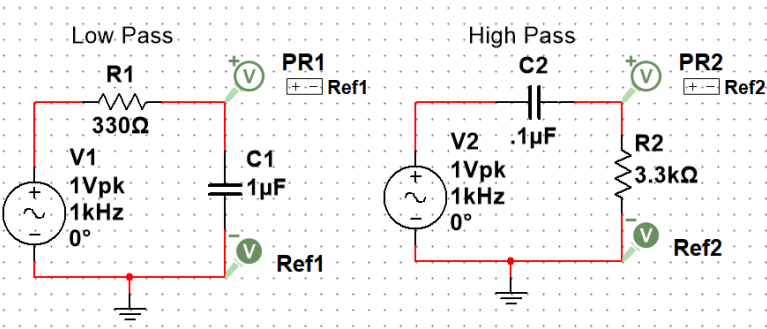 Low Pass
R1
330Ω
PR1
+ - Ref1
V1
1Vpk
1kHz
0°
C1
1µF
V
V
Ref1
High Pass
C2
.1µF
PR2
+ - Ref2
V2
1Vpk
1kHz
0°
R2
3.3kΩ
V
V
Ref2